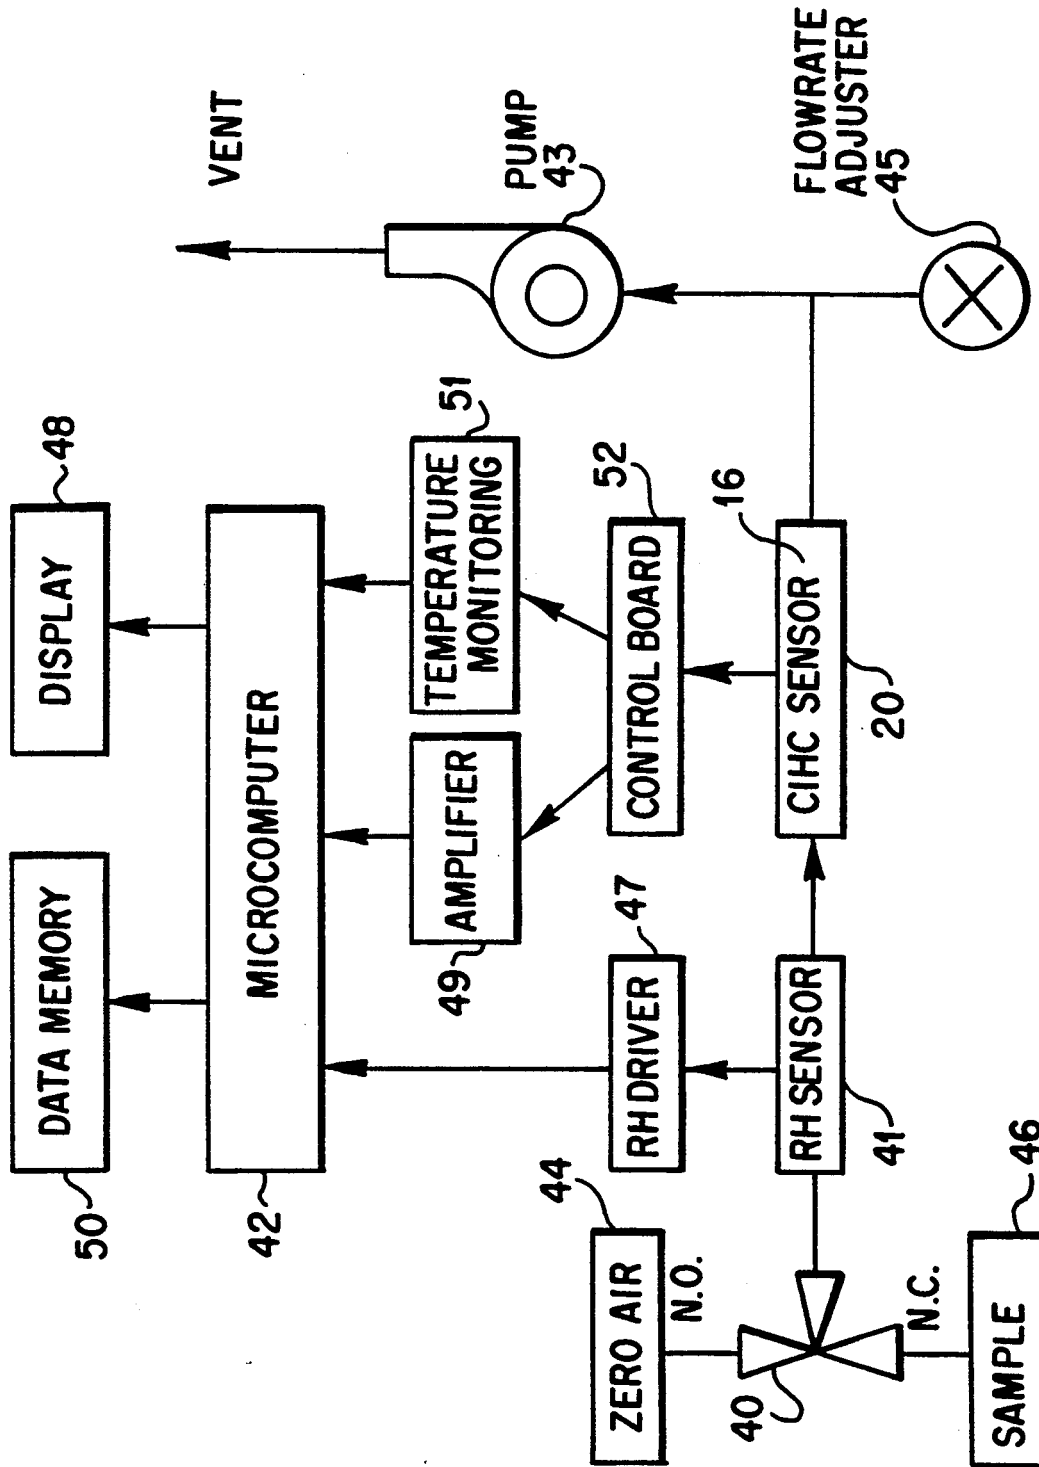 50
DATA MEMORY
DISPLAY
48
VENT
42
MICROCOMPUTER
49
AMPLIFIER
TEMPERATURE
MONITORING
51
PUMP
43
44
ZERO AIR
N.O.
RH DRIVER
47
CONTROL BOARD
52
40
RH SENSOR
41
CIHC SENSOR
16
20
FLOWRATE
ADJUSTER
45
N.C.
SAMPLE
46